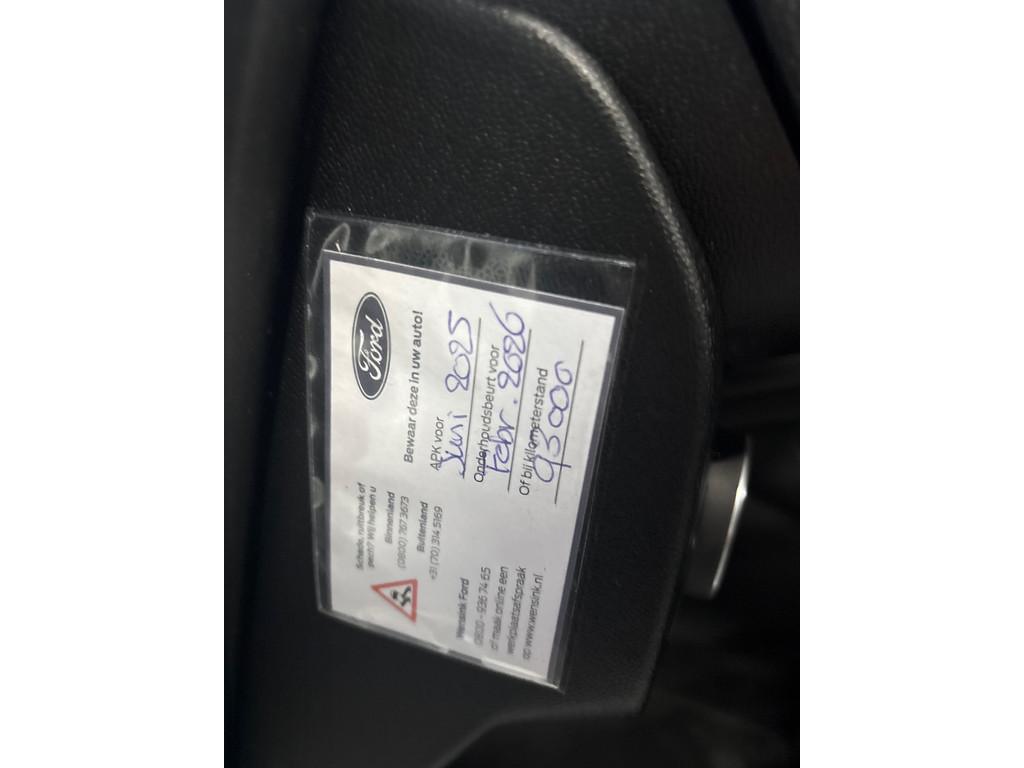 Schade, ruitbreuk of
pech? Wij helpen u
Binnenland
(0800) 767 3673
Buitenland
+31 (70) 314 5169
Wensink Ford
0800 - 936 74 65
of maak online een
werkplaatsafspraak
op www.wensink.nl
Ford
Bewaar deze in uw auto!
APK voor
Juni 2025
Onderhoudsbeurt voor
Febr. 2026
Of bij kilometerstand
93000